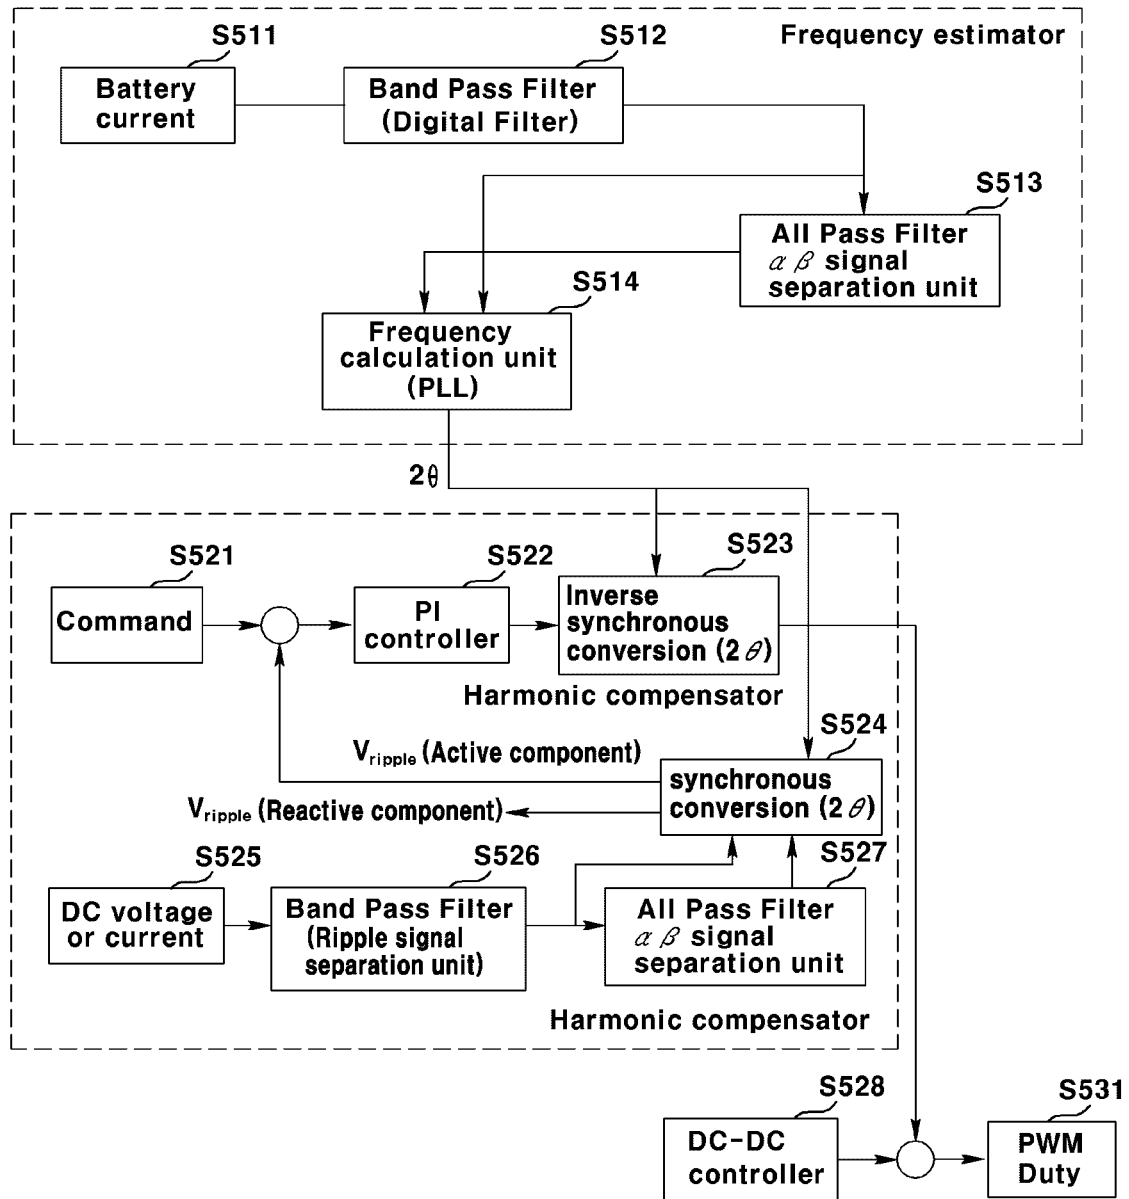 S511
S512
Frequency estimator
Battery
current
Band Pass Filter
(Digital Filter)
S513
All Pass Filter
α β signal
separation unit
S514
Frequency
calculation unit
(PLL)
2θ
S521
S522
S523
Command
PI
controller
Inverse
synchronous
conversion (2θ)
Harmonic compensator
S524
Vripple (Active component)
synchronous
conversion (2θ)
Vripple (Reactive component)
S525
S526
S527
DC voltage
or current
Band Pass Filter
(Ripple signal
separation unit)
All Pass Filter
α β signal
separation unit
Harmonic compensator
S528
S531
DC-DC
controller
PWM
Duty